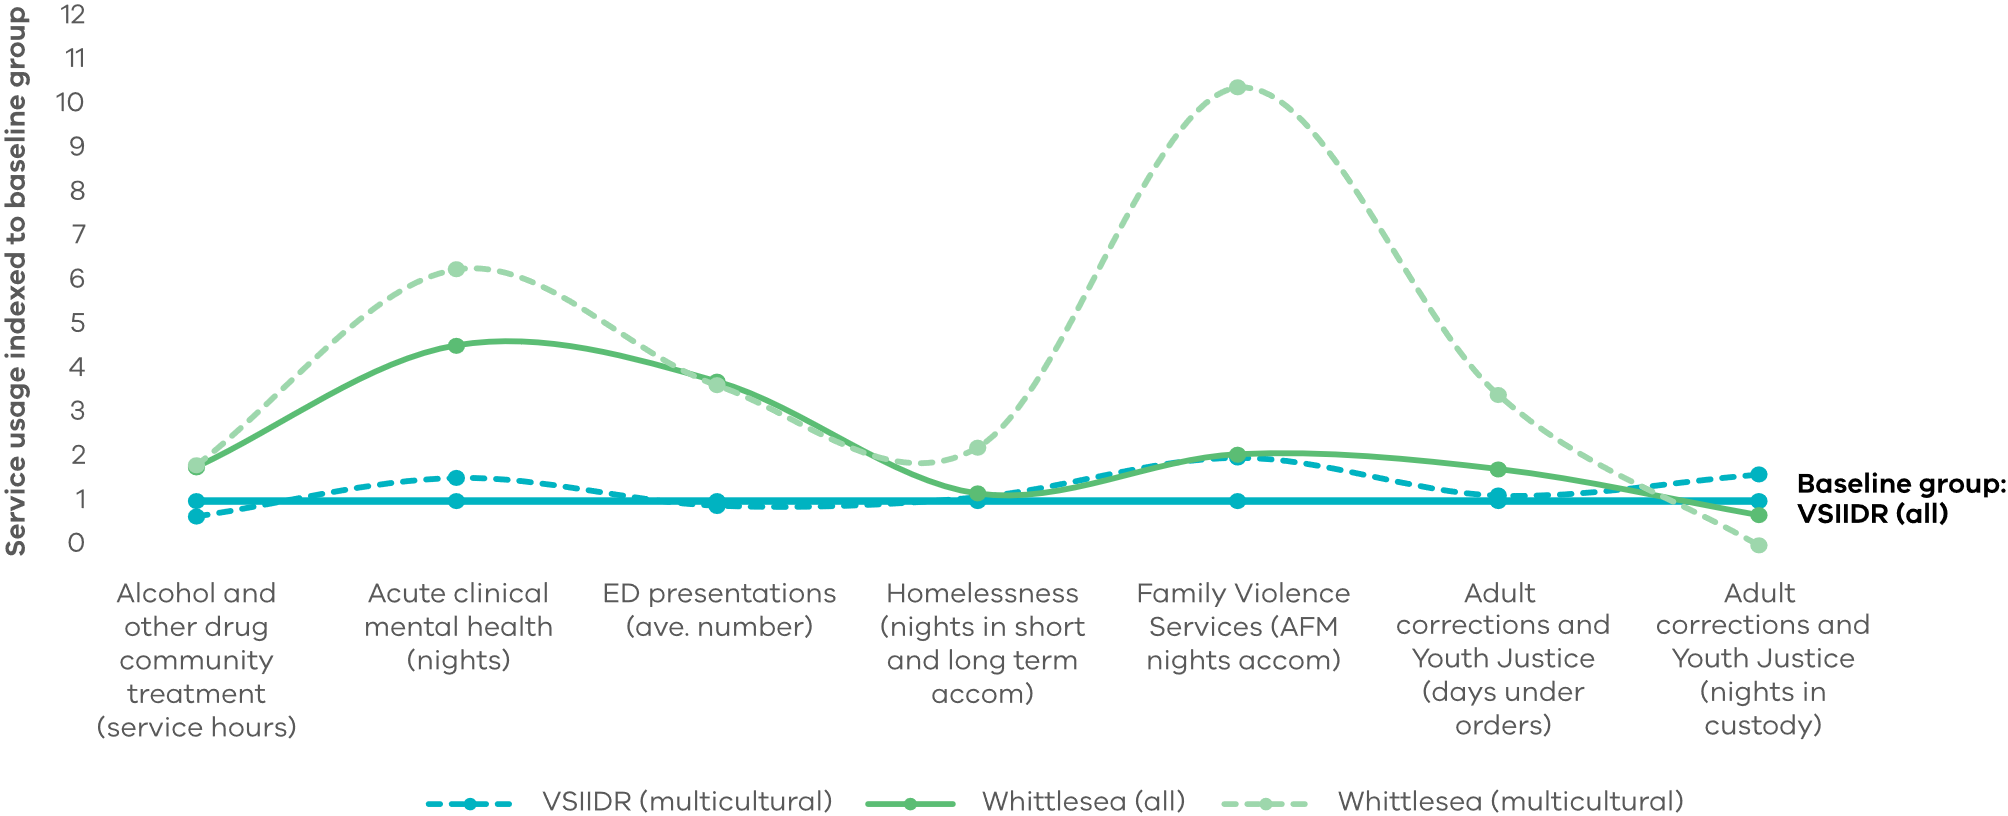 Service usage indexed to baseline group
12
11
10
9
8
7
6
5
4
3
2
1
0
Baseline group:
VSIIDR (all)
Alcohol and
other drug
community
treatment
(service hours)
Acute clinical
mental health
(nights)
ED presentations
(ave. number)
Homelessness
(nights in short
and long term
accom)
Family Violence
Services (AFM
nights accom)
Adult
corrections and
Youth Justice
(days under
orders)
Adult
corrections and
Youth Justice
(nights in
custody)
VSIIDR (multicultural)
Whittlesea (all)
Whittlesea (multicultural)